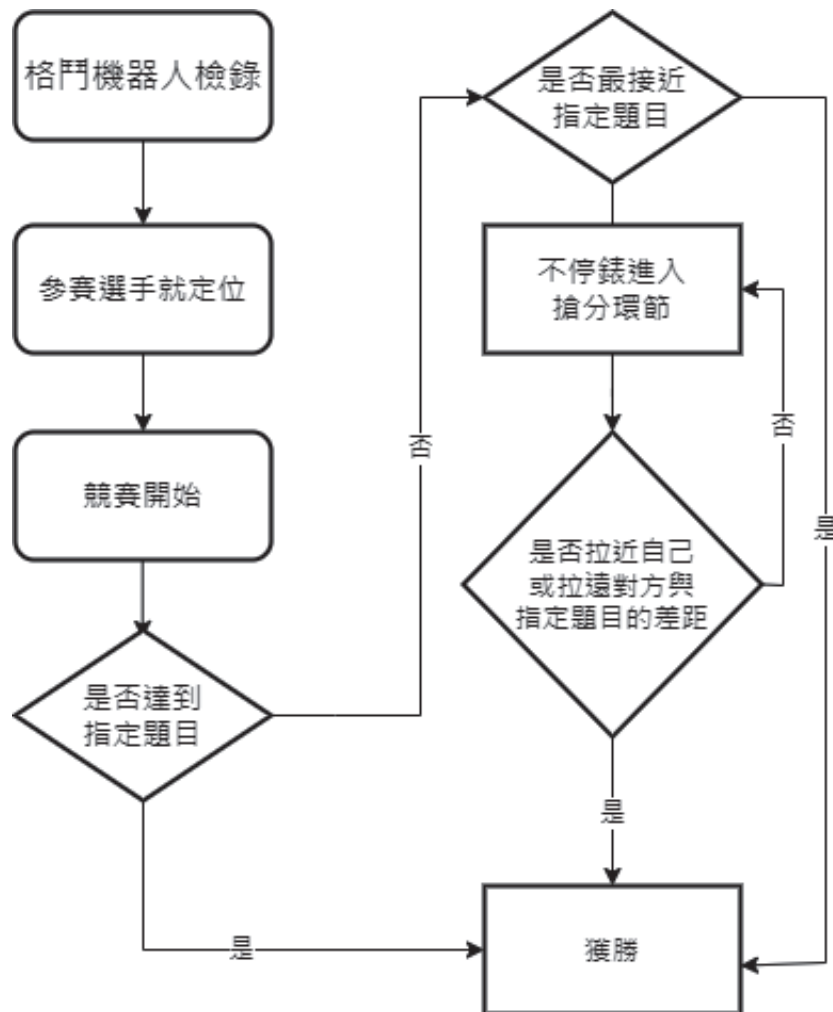 格鬥機器人檢錄
參賽選手就定位
競賽開始
是否達到
指定題目
是
否
是否最接近
指定題目
是
不停錶進入
搶分環節
是否拉近自己
或拉遠對方與
指定題目的差距
否
是
獲勝